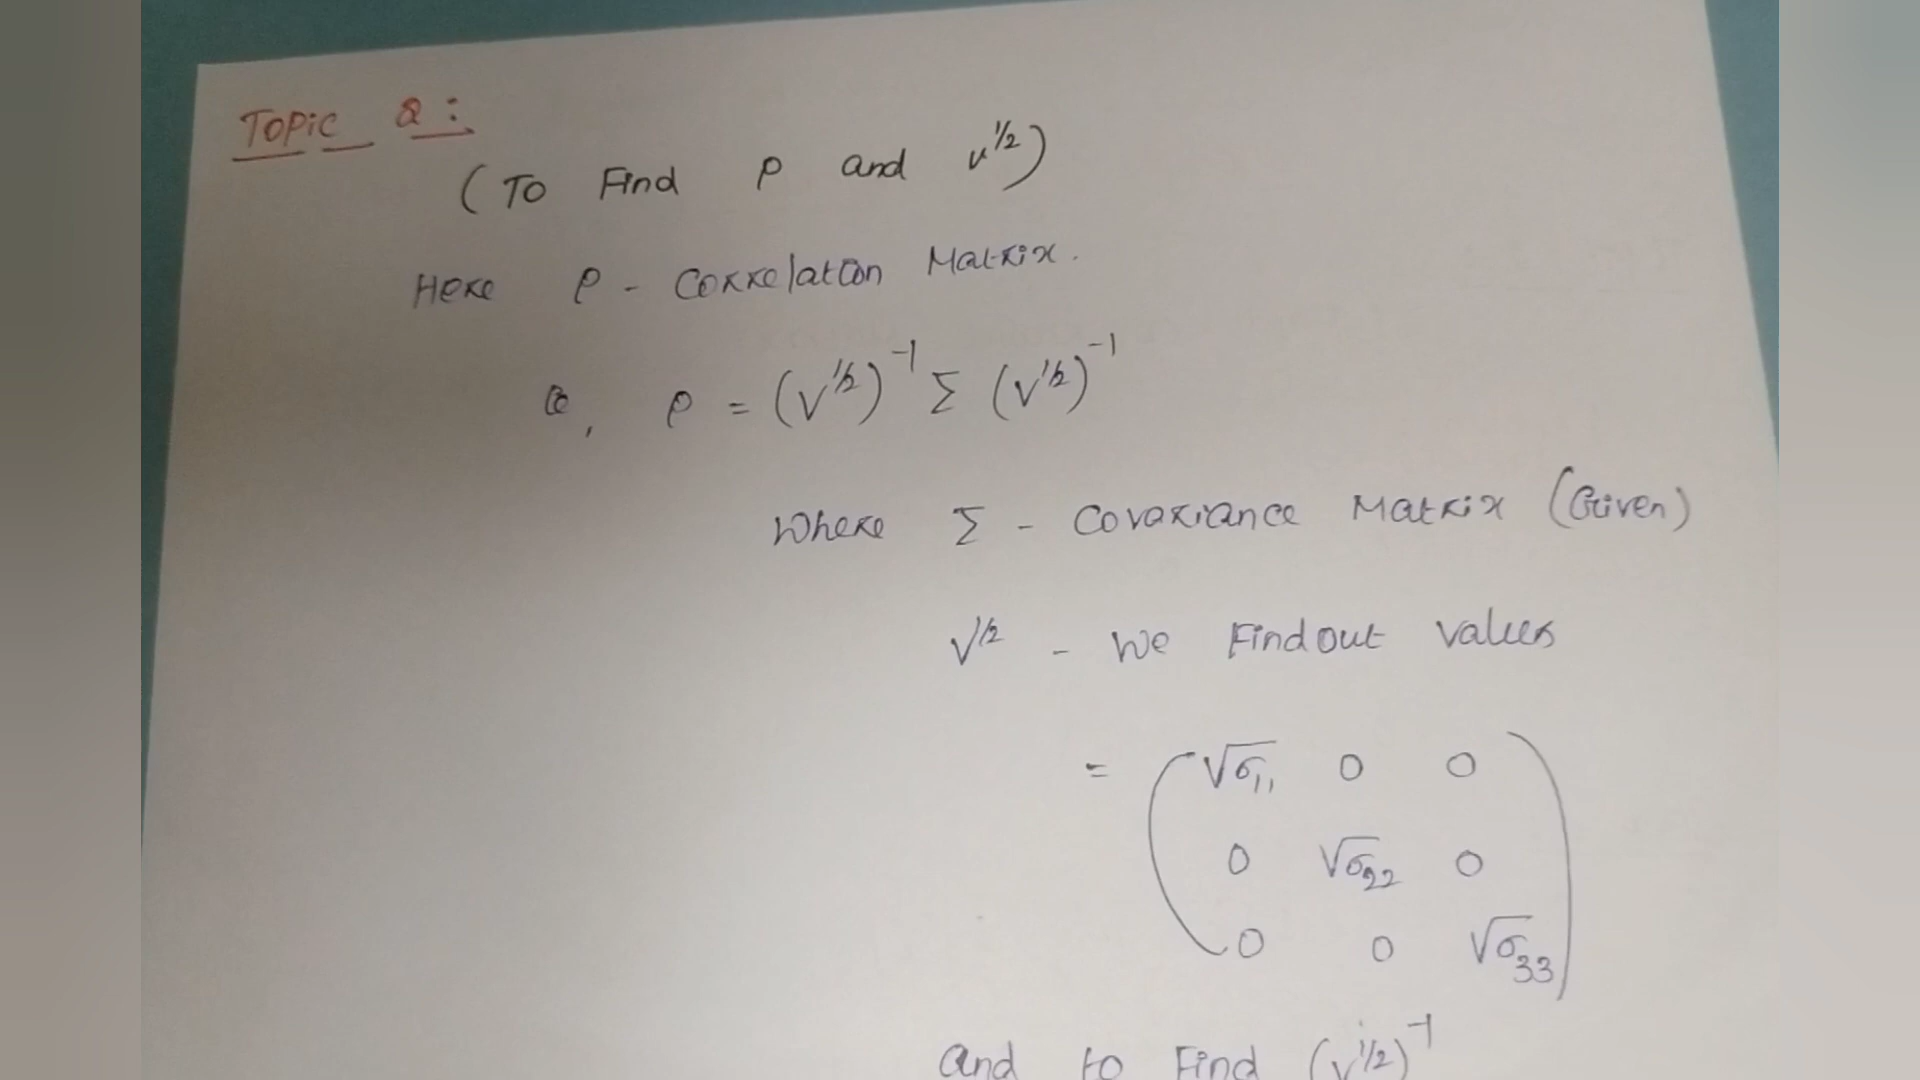 Topic 2:
(To Find ρ and v^1/2)
Here ρ - Correlation Matrix.
ρ = (V^1/2)^-1 Σ (V^1/2)^-1
Where Σ - Covariance Matrix (Given)
V^1/2 - We Find out Values
= ( √σ11 0 0
0 √σ22 0
0 0 √σ33 )
and to Find (V^1/2)^-1